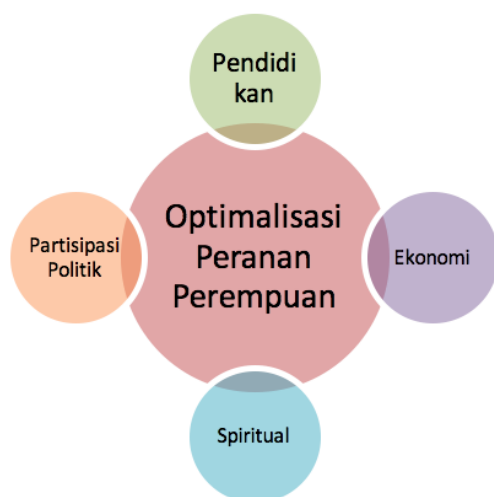 Pendidi
kan
Optimalisasi
Peranan
Perempuan
Partisipasi
Politik
Ekonomi
Spiritual